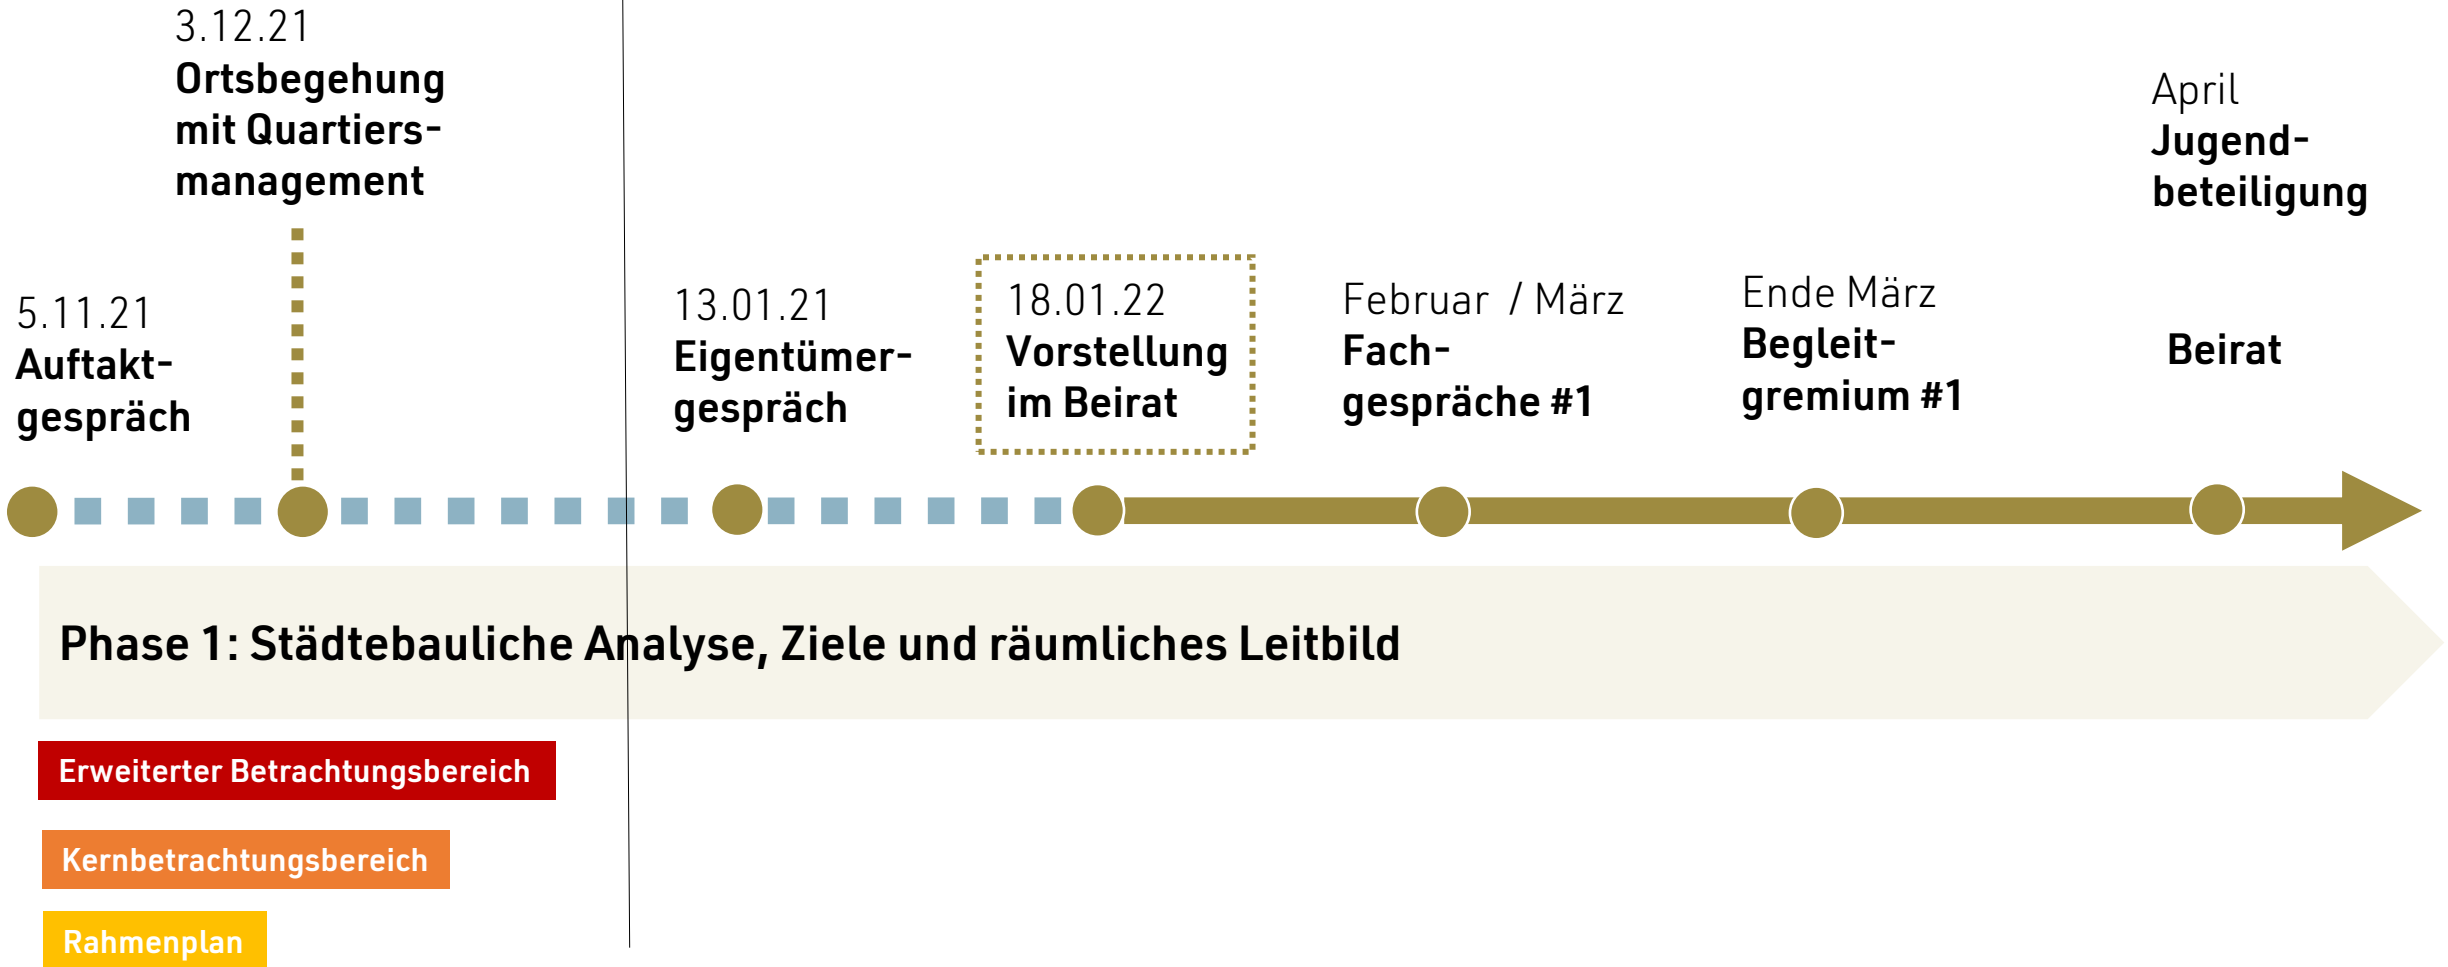 3.12.21
Ortsbegehung
mit Quartiers-
management
5.11.21
Auftakt-
gespräch
13.01.21
Eigentümer-
gespräch
18.01.22
Vorstellung
im Beirat
Februar / März
Fach-
gespräche #1
Ende März
Begleit-
gremium #1
April
Jugend-
beteiligung
Beirat
Phase 1: Städtebauliche Analyse, Ziele und räumliches Leitbild
Erweiterter Betrachtungsbereich
Kernbetrachtungsbereich
Rahmenplan